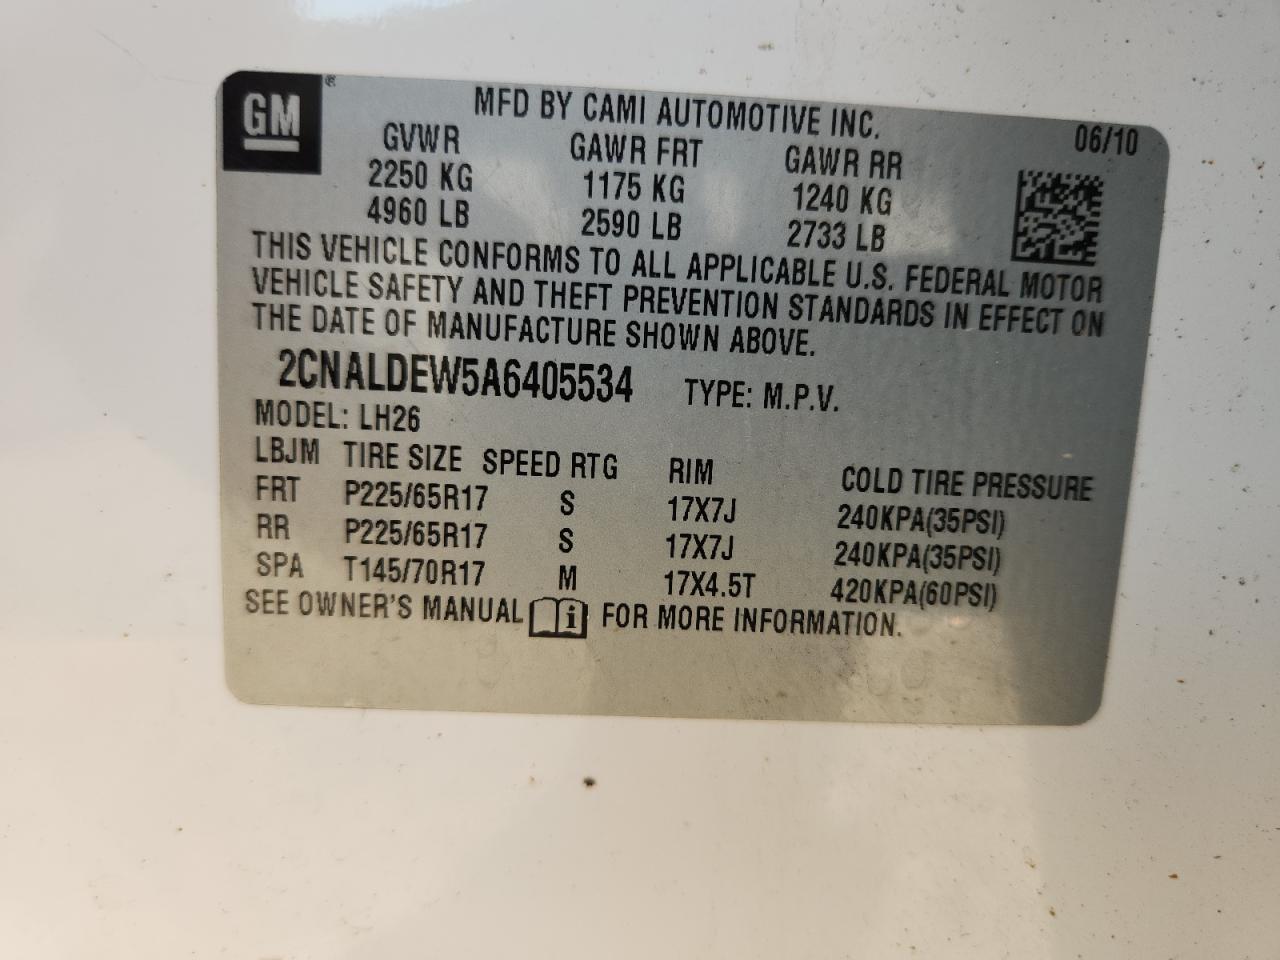 GM ®
MFD BY CAMI AUTOMOTIVE INC.
06/10
GVWR GAWR FRT GAWR RR
2250 KG 1175 KG 1240 KG
4960 LB 2590 LB 2733 LB
THIS VEHICLE CONFORMS TO ALL APPLICABLE U.S. FEDERAL MOTOR
VEHICLE SAFETY AND THEFT PREVENTION STANDARDS IN EFFECT ON
THE DATE OF MANUFACTURE SHOWN ABOVE.
2CNALDEW5A6405534 TYPE: M.P.V.
MODEL: LH26
LBJM TIRE SIZE SPEED RTG RIM COLD TIRE PRESSURE
FRT P225/65R17 S 17X7J 240KPA(35PSI)
RR P225/65R17 S 17X7J 240KPA(35PSI)
SPA T145/70R17 M 17X4.5T 420KPA(60PSI)
SEE OWNER'S MANUAL i FOR MORE INFORMATION.